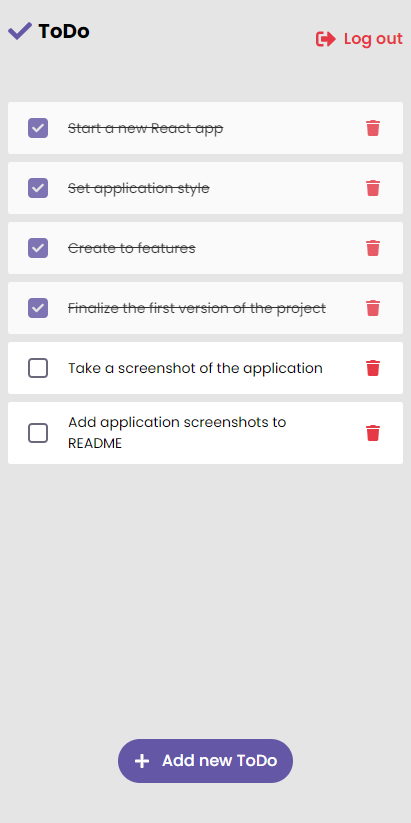 ToDo
Log out
Start a new React app
Set application style
Create to features
Finalize the first version of the project
Take a screenshot of the application
Add application screenshots to
README
Add new ToDo